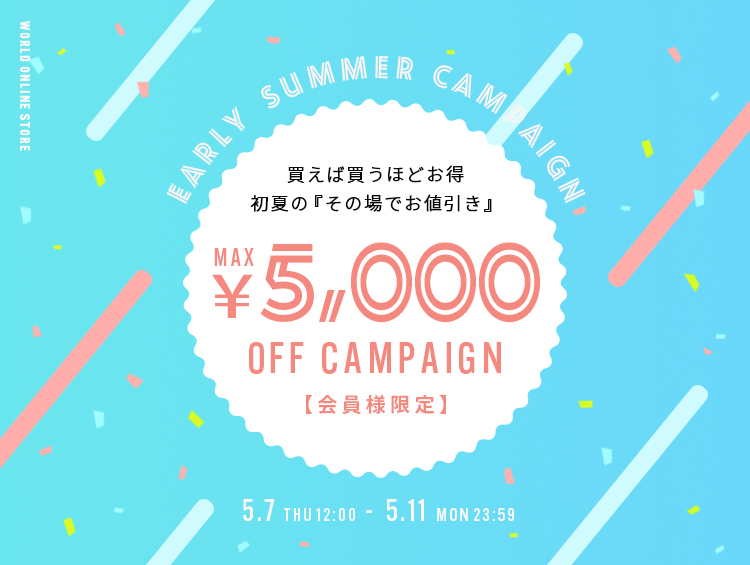 WORLD ONLINE STORE
EARLY SUMMER CAMPAIGN
買えば買うほどお得
初夏の『その場でお値引き』
MAX
¥5,000
OFF CAMPAIGN
【会員様限定】
5.7 THU 12:00 - 5.11 MON 23:59